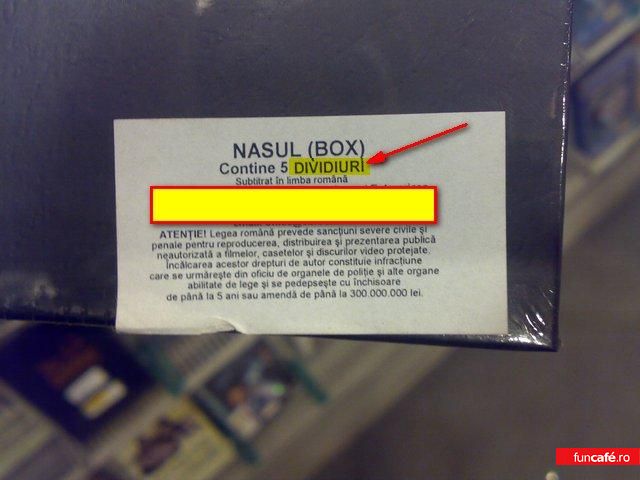 NASUL (BOX)
Contine 5 DIVIDIURI
Subtitrat în limba română
ATENȚIE! Legea română prevede sancțiuni severe civile și
penale pentru reproducerea, distribuirea și prezentarea publică
neautorizată a filmelor, casetelor și discurilor video protejate.
Încălcarea acestor drepturi de autor constituie infracțiune
care se urmărește din oficiu de organele de poliție și alte organe
abilitate de lege și se pedepsește cu închisoare
de până la 5 ani sau amendă de până la 300.000.000 lei.
funcafé.ro